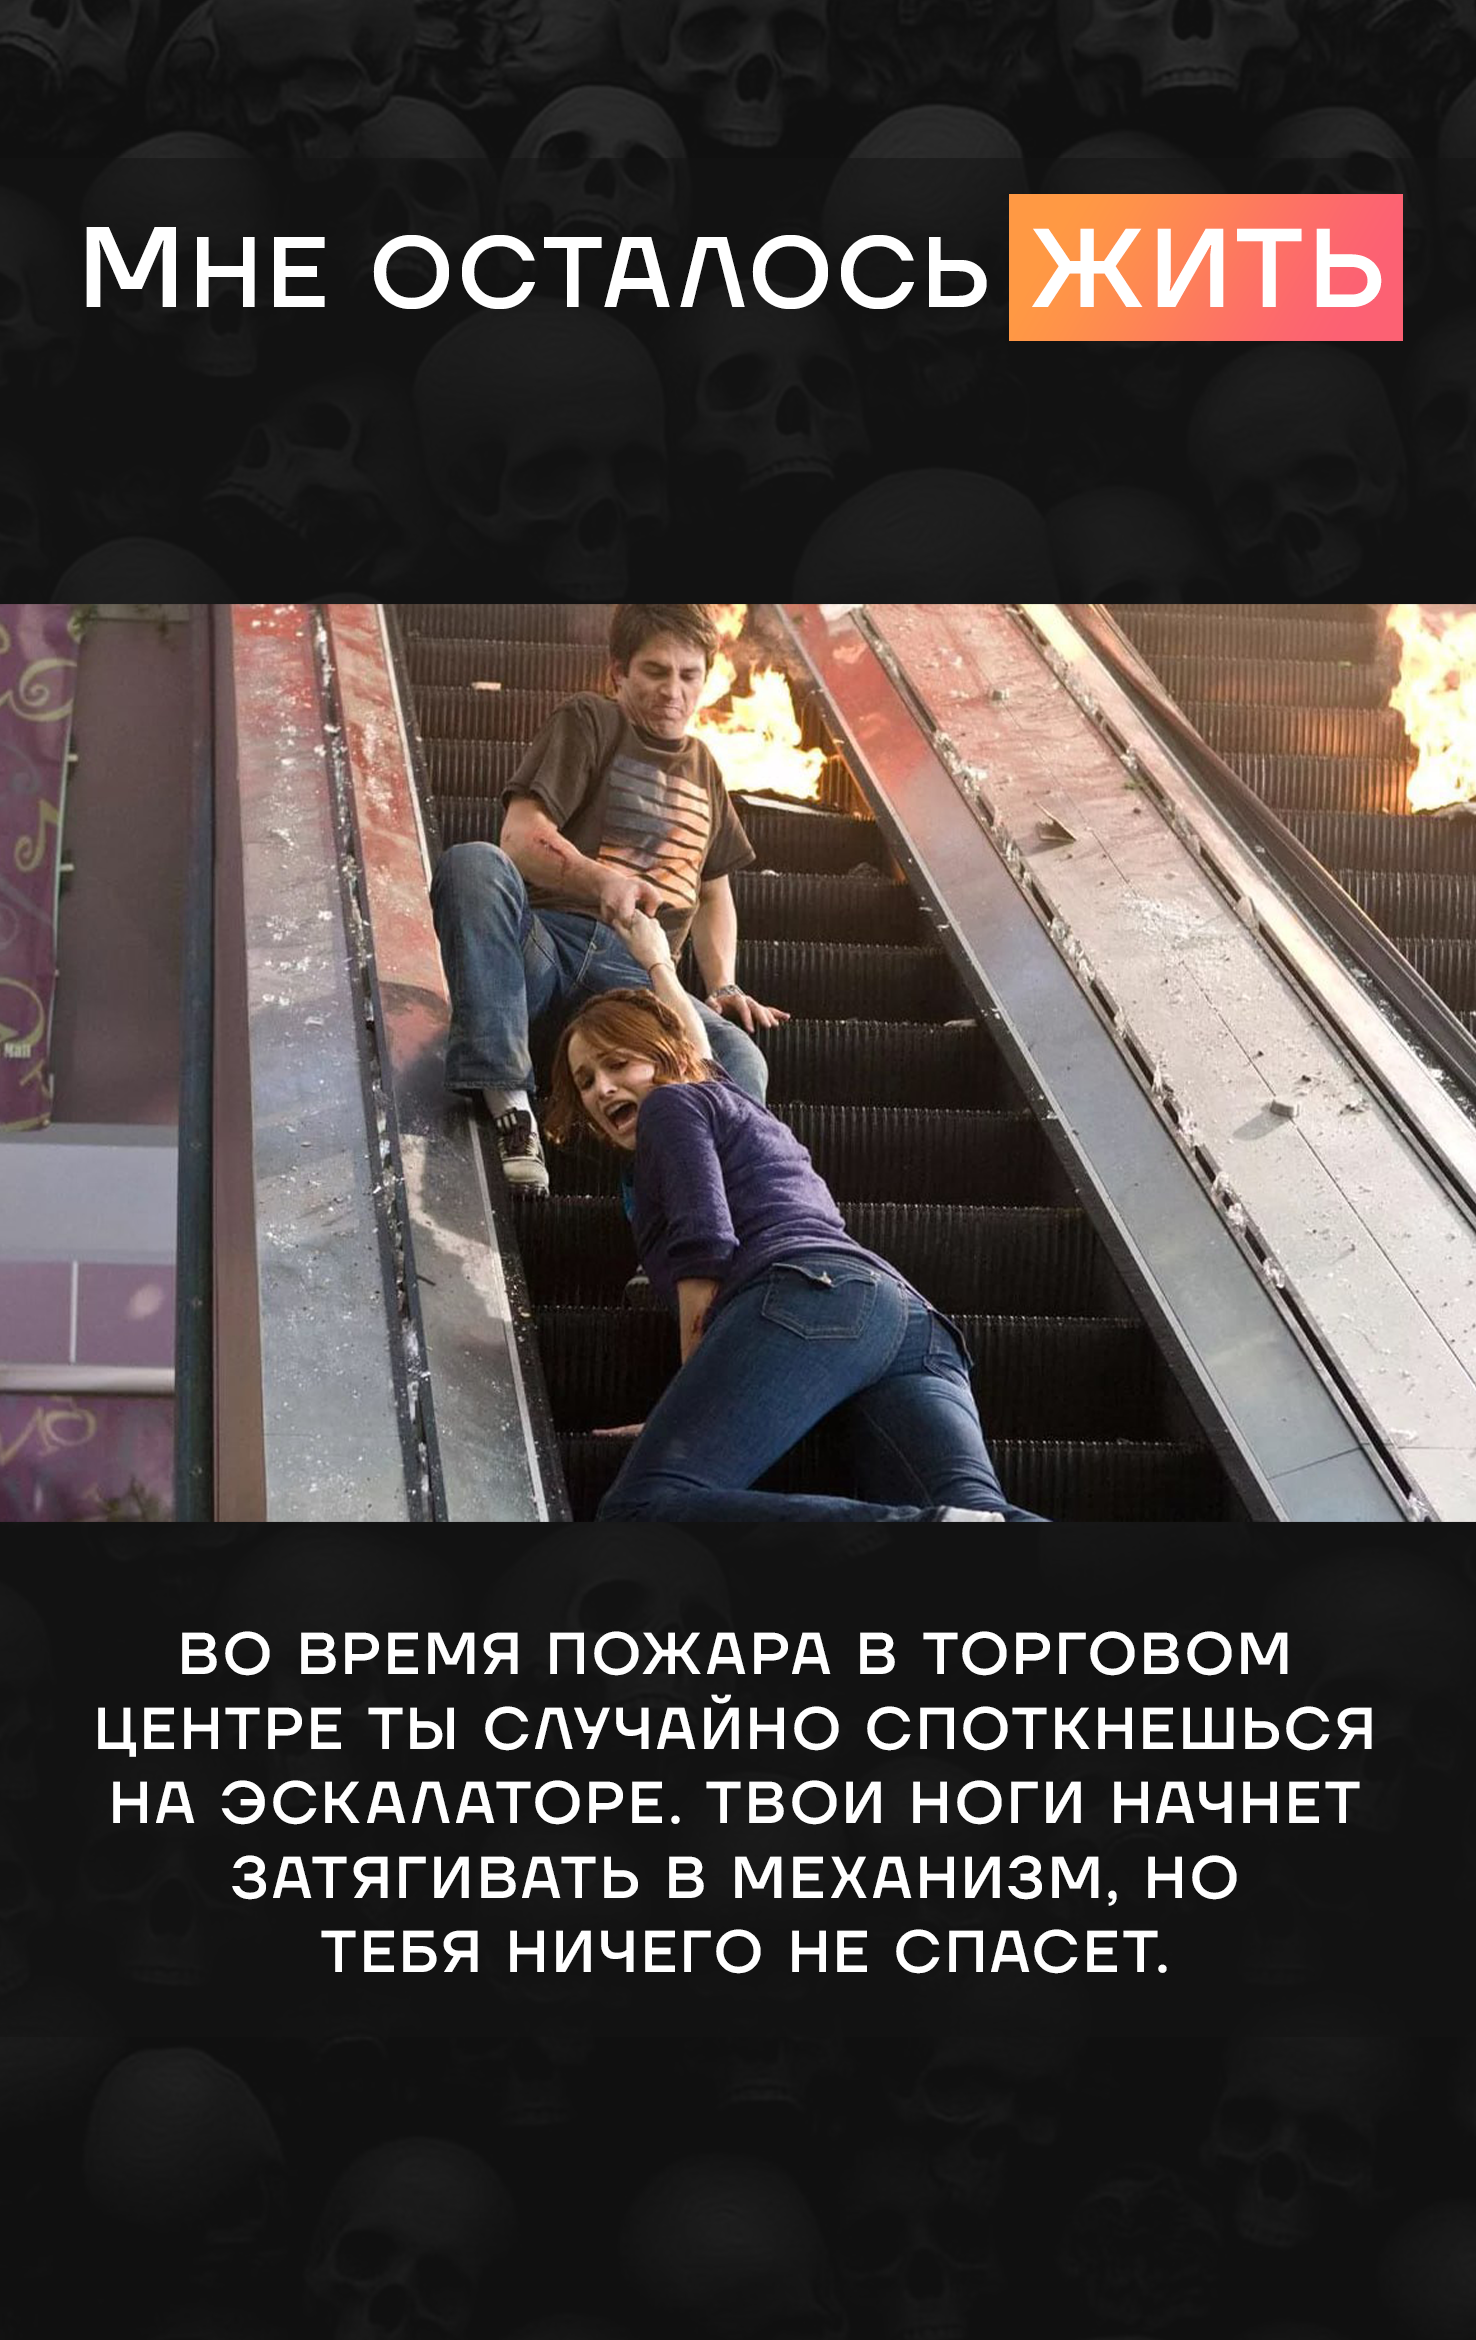 Мне осталось жить
Mall
ВО ВРЕМЯ ПОЖАРА В ТОРГОВОМ
ЦЕНТРЕ ТЫ СЛУЧАЙНО СПОТКНЕШЬСЯ
НА ЭСКАЛАТОРЕ. ТВОИ НОГИ НАЧНЕТ
ЗАТЯГИВАТЬ В МЕХАНИЗМ, НО
ТЕБЯ НИЧЕГО НЕ СПАСЕТ.